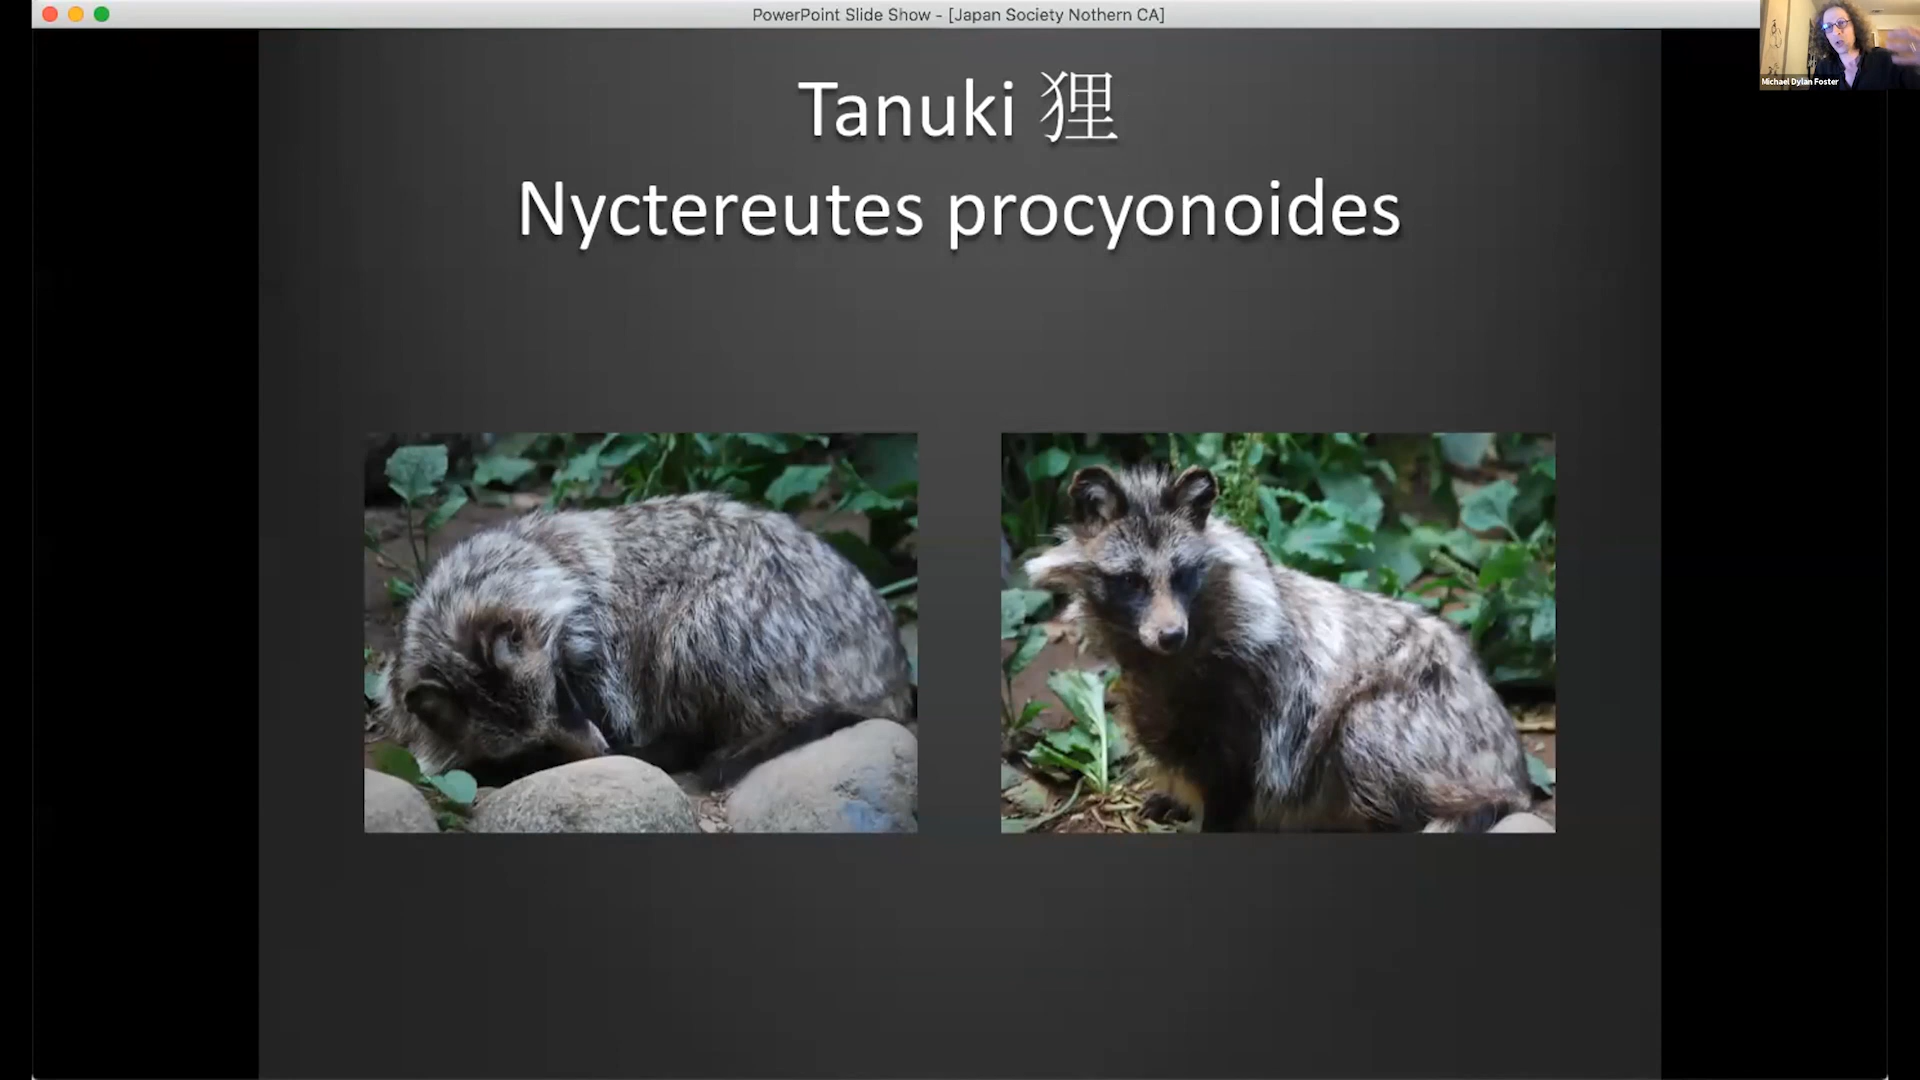 PowerPoint Slide Show - [Japan Society Nothern CA]
Michael Dylan Foster
Tanuki 狸
Nyctereutes procyonoides